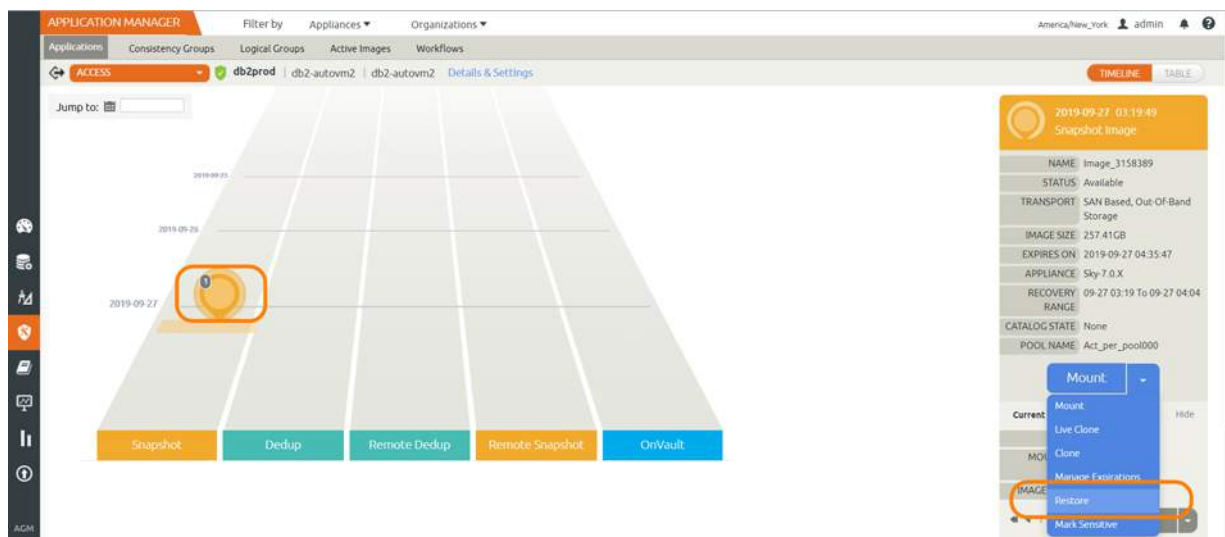 APPLICATION MANAGER
Filter by Appliances Organizations
America/New_York admin
Applications Consistency Groups Logical Groups Active Images Workflows
ACCESS db2prod | db2-autovm2 | db2-autovm2 Details & Settings
TIMELINE TABLE
Jump to:
2019-09-25
2019-09-26
1
2019-09-27
Snapshot
Dedup
Remote Dedup
Remote Snapshot
OnVault
2019-09-27 03:19:49
Snapshot Image
NAME Image_3158389
STATUS Available
TRANSPORT SAN Based, Out-Of-Band
Storage
IMAGE SIZE 257.41GB
EXPIRES ON 2019-09-27 04:35:47
APPLIANCE Sky-7.0.X
RECOVERY RANGE 09-27 03:19 To 09-27 04:04
CATALOG STATE None
POOL NAME Act_per_pool000
Mount
Current Hide
MOU
IMAGE
Mount
Live Clone
Clone
Manage Expirations
Restore
Mark Sensitive
AGM